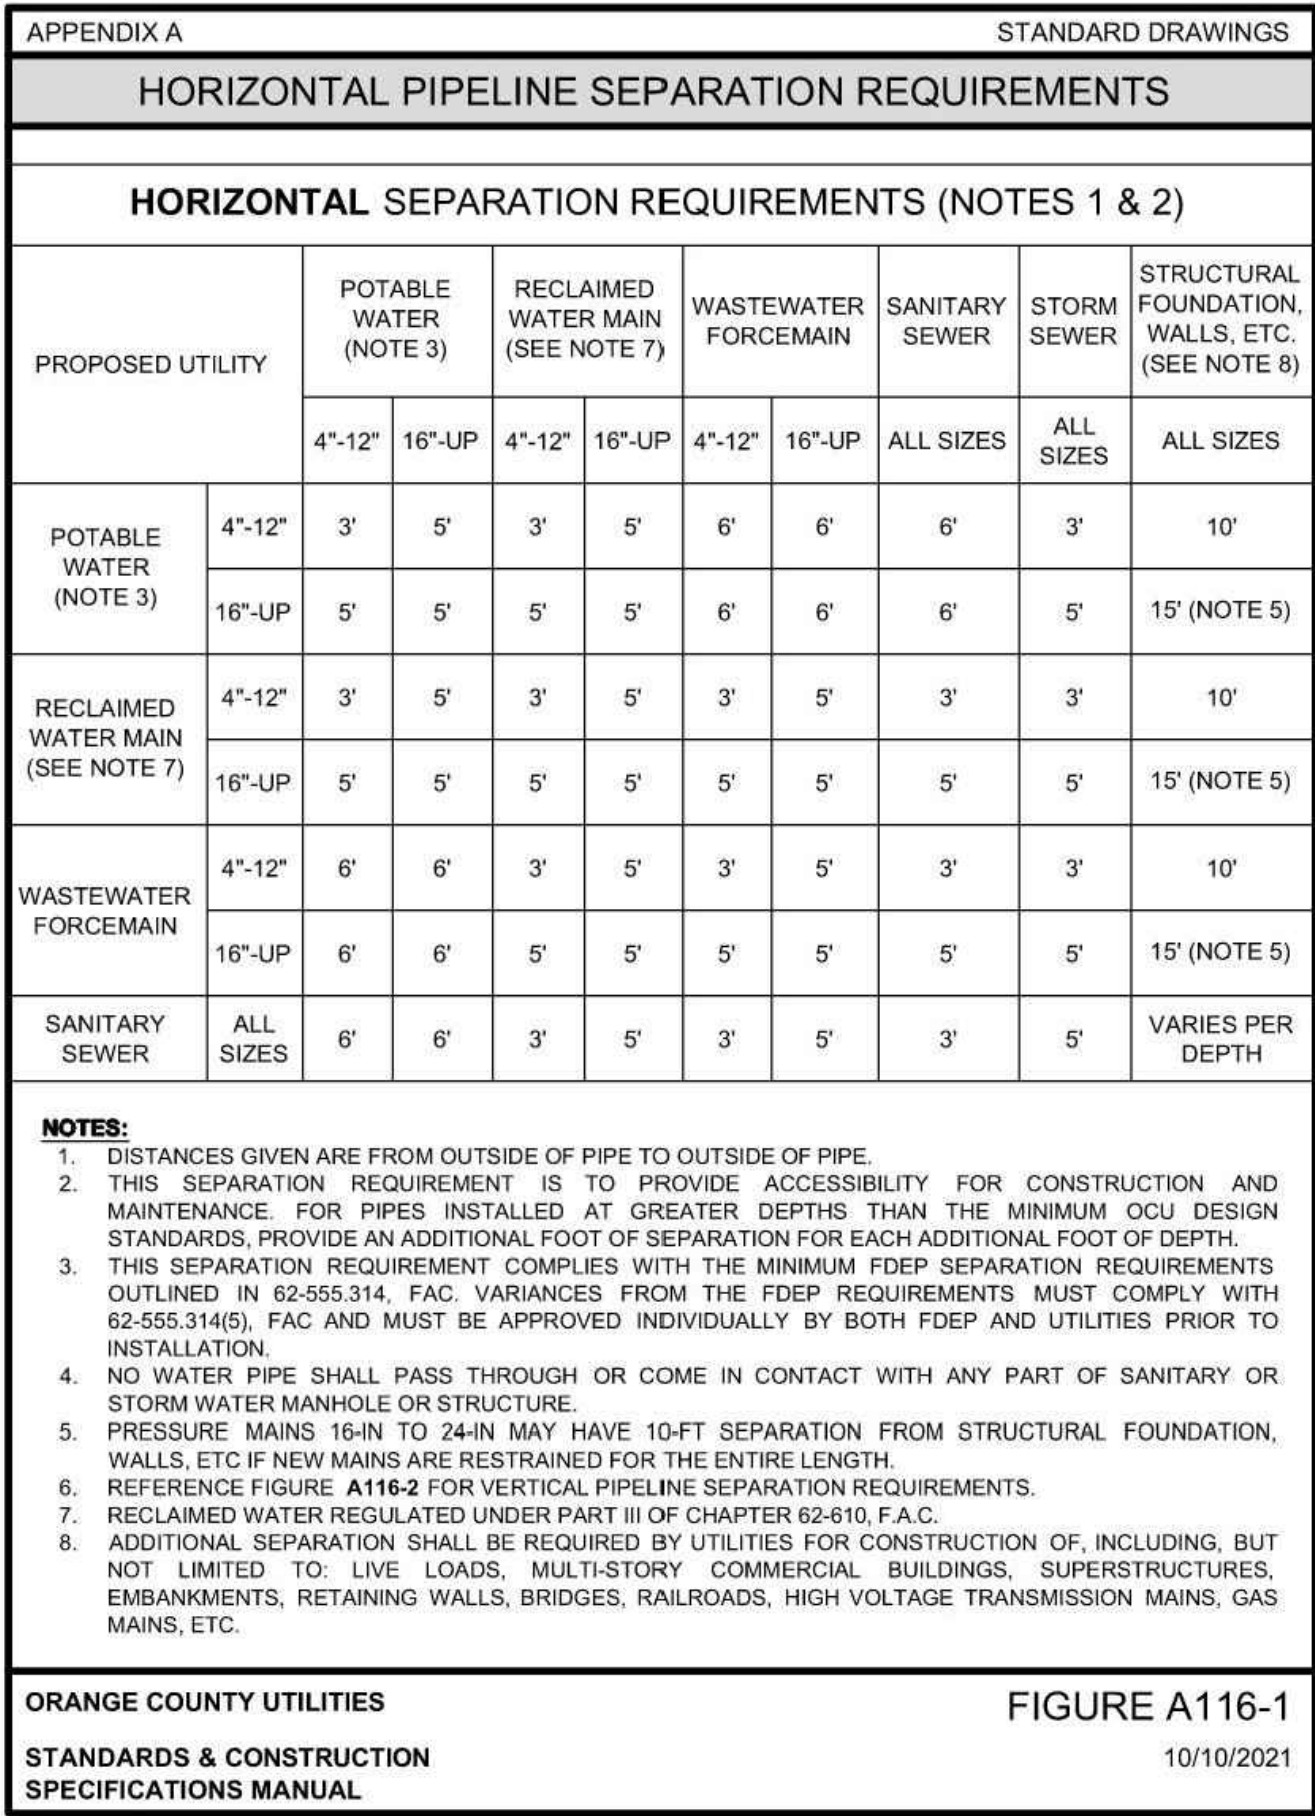 APPENDIX A STANDARD DRAWINGS
HORIZONTAL PIPELINE SEPARATION REQUIREMENTS
HORIZONTAL SEPARATION REQUIREMENTS (NOTES 1 & 2)
PROPOSED UTILITY
POTABLE
WATER
(NOTE 3)
RECLAIMED
WATER MAIN
(SEE NOTE 7)
WASTEWATER
FORCEMAIN
SANITARY
SEWER
STORM
SEWER
STRUCTURAL
FOUNDATION,
WALLS, ETC.
(SEE NOTE 8)
4"-12" 16"-UP 4"-12" 16"-UP 4"-12" 16"-UP ALL SIZES ALL
SIZES ALL SIZES
POTABLE
WATER
(NOTE 3)
4"-12" 3' 5' 3' 5' 6' 6' 6' 3' 10'
16"-UP 5' 5' 5' 5' 6' 6' 6' 5' 15' (NOTE 5)
RECLAIMED
WATER MAIN
(SEE NOTE 7)
4"-12" 3' 5' 3' 5' 3' 5' 3' 3' 10'
16"-UP 5' 5' 5' 5' 5' 5' 5' 5' 15' (NOTE 5)
WASTEWATER
FORCEMAIN
4"-12" 6' 6' 3' 5' 3' 5' 3' 3' 10'
16"-UP 6' 6' 5' 5' 5' 5' 5' 5' 15' (NOTE 5)
SANITARY
SEWER
ALL
SIZES
6' 6' 3' 5' 3' 5' 3' 5' VARIES PER
DEPTH
NOTES:
1. DISTANCES GIVEN ARE FROM OUTSIDE OF PIPE TO OUTSIDE OF PIPE.
2. THIS SEPARATION REQUIREMENT IS TO PROVIDE ACCESSIBILITY FOR CONSTRUCTION AND
MAINTENANCE. FOR PIPES INSTALLED AT GREATER DEPTHS THAN THE MINIMUM OCU DESIGN
STANDARDS, PROVIDE AN ADDITIONAL FOOT OF SEPARATION FOR EACH ADDITIONAL FOOT OF DEPTH.
3. THIS SEPARATION REQUIREMENT COMPLIES WITH THE MINIMUM FDEP SEPARATION REQUIREMENTS
OUTLINED IN 62-555.314, FAC. VARIANCES FROM THE FDEP REQUIREMENTS MUST COMPLY WITH
62-555.314(5), FAC AND MUST BE APPROVED INDIVIDUALLY BY BOTH FDEP AND UTILITIES PRIOR TO
INSTALLATION.
4. NO WATER PIPE SHALL PASS THROUGH OR COME IN CONTACT WITH ANY PART OF SANITARY OR
STORM WATER MANHOLE OR STRUCTURE.
5. PRESSURE MAINS 16-IN TO 24-IN MAY HAVE 10-FT SEPARATION FROM STRUCTURAL FOUNDATION,
WALLS, ETC IF NEW MAINS ARE RESTRAINED FOR THE ENTIRE LENGTH.
6. REFERENCE FIGURE A116-2 FOR VERTICAL PIPELINE SEPARATION REQUIREMENTS.
7. RECLAIMED WATER REGULATED UNDER PART III OF CHAPTER 62-610, F.A.C.
8. ADDITIONAL SEPARATION SHALL BE REQUIRED BY UTILITIES FOR CONSTRUCTION OF, INCLUDING, BUT
NOT LIMITED TO: LIVE LOADS, MULTI-STORY COMMERCIAL BUILDINGS, SUPERSTRUCTURES,
EMBANKMENTS, RETAINING WALLS, BRIDGES, RAILROADS, HIGH VOLTAGE TRANSMISSION MAINS, GAS
MAINS, ETC.
ORANGE COUNTY UTILITIES
STANDARDS & CONSTRUCTION
SPECIFICATIONS MANUAL
FIGURE A116-1
10/10/2021